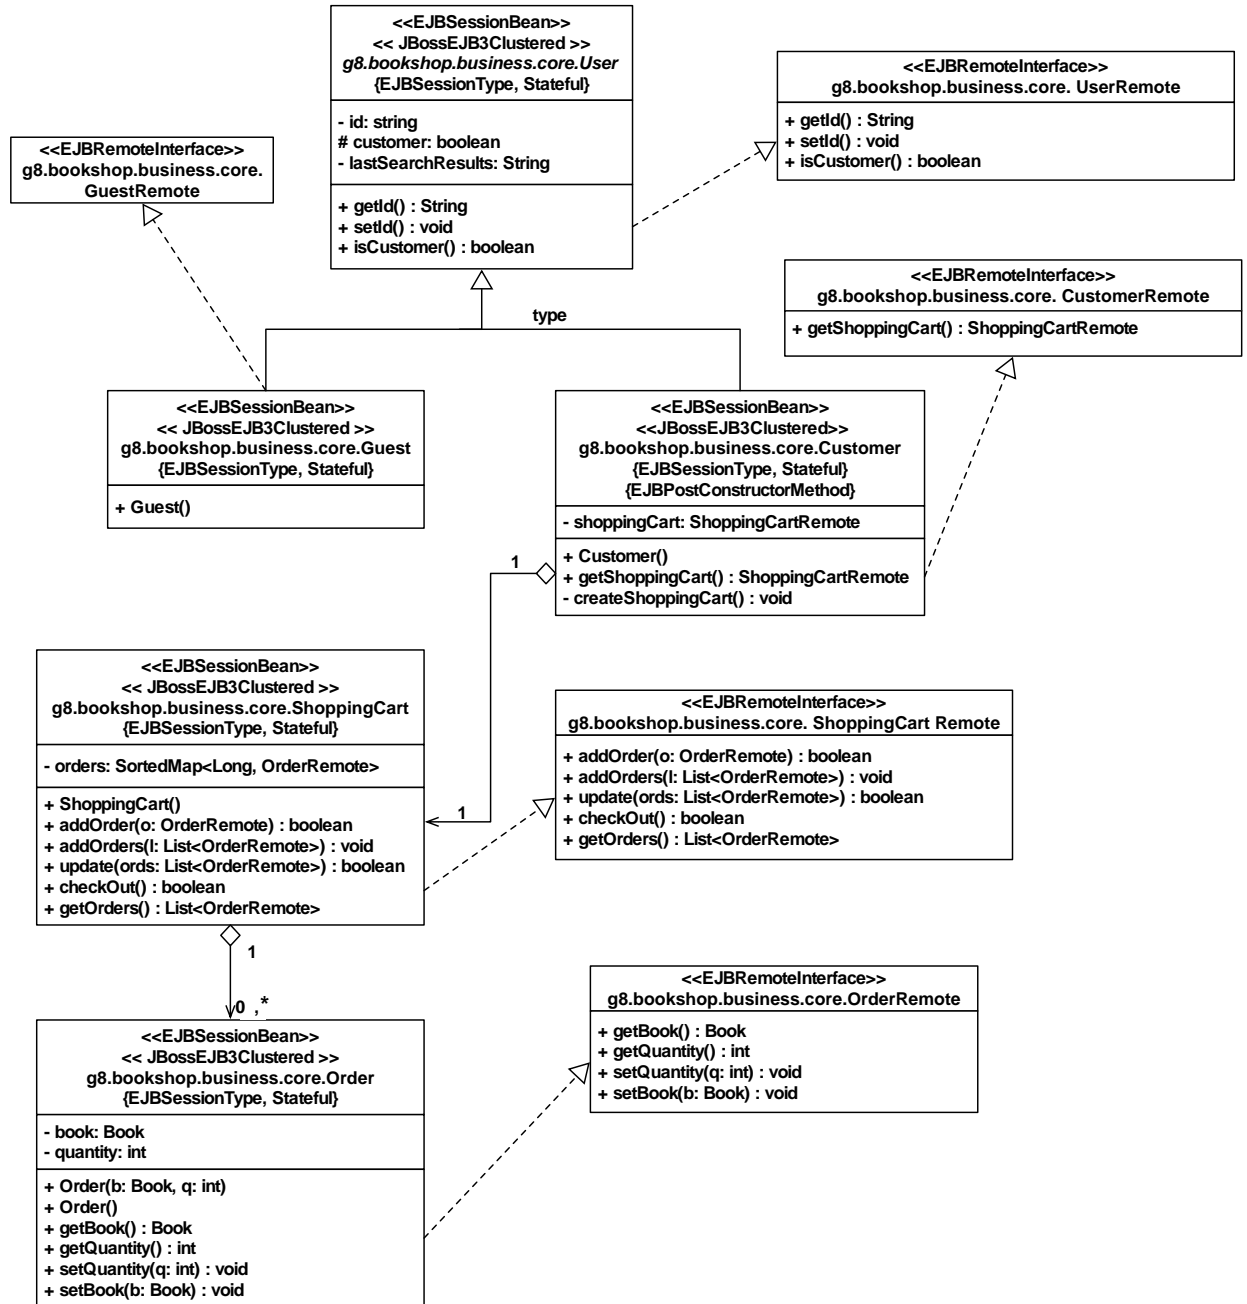 <<EJBSessionBean>>
<< JBossEJB3Clustered >>
g8.bookshop.business.core.User
{EJBSessionType, Stateful}
- id: string
# customer: boolean
- lastSearchResults: String
+ getId() : String
+ setId() : void
+ isCustomer() : boolean
<<EJBRemoteInterface>>
g8.bookshop.business.core. UserRemote
+ getId() : String
+ setId() : void
+ isCustomer() : boolean
<<EJBRemoteInterface>>
g8.bookshop.business.core.
GuestRemote
<<EJBRemoteInterface>>
g8.bookshop.business.core. CustomerRemote
+ getShoppingCart() : ShoppingCartRemote
type
<<EJBSessionBean>>
<< JBossEJB3Clustered >>
g8.bookshop.business.core.Guest
{EJBSessionType, Stateful}
+ Guest()
<<EJBSessionBean>>
<<JBossEJB3Clustered>>
g8.bookshop.business.core.Customer
{EJBSessionType, Stateful}
{EJBPostConstructorMethod}
- shoppingCart: ShoppingCartRemote
+ Customer()
+ getShoppingCart() : ShoppingCartRemote
- createShoppingCart() : void
1
<<EJBSessionBean>>
<< JBossEJB3Clustered >>
g8.bookshop.business.core.ShoppingCart
{EJBSessionType, Stateful}
- orders: SortedMap<Long, OrderRemote>
+ ShoppingCart()
+ addOrder(o: OrderRemote) : boolean
+ addOrders(l: List<OrderRemote>) : void
+ update(ords: List<OrderRemote>) : boolean
+ checkOut() : boolean
+ getOrders() : List<OrderRemote>
1
<<EJBRemoteInterface>>
g8.bookshop.business.core. ShoppingCart Remote
+ addOrder(o: OrderRemote) : boolean
+ addOrders(l: List<OrderRemote>) : void
+ update(ords: List<OrderRemote>) : boolean
+ checkOut() : boolean
+ getOrders() : List<OrderRemote>
1
0 ,*
<<EJBSessionBean>>
<< JBossEJB3Clustered >>
g8.bookshop.business.core.Order
{EJBSessionType, Stateful}
- book: Book
- quantity: int
+ Order(b: Book, q: int)
+ Order()
+ getBook() : Book
+ getQuantity() : int
+ setQuantity(q: int) : void
+ setBook(b: Book) : void
<<EJBRemoteInterface>>
g8.bookshop.business.core.OrderRemote
+ getBook() : Book
+ getQuantity() : int
+ setQuantity(q: int) : void
+ setBook(b: Book) : void